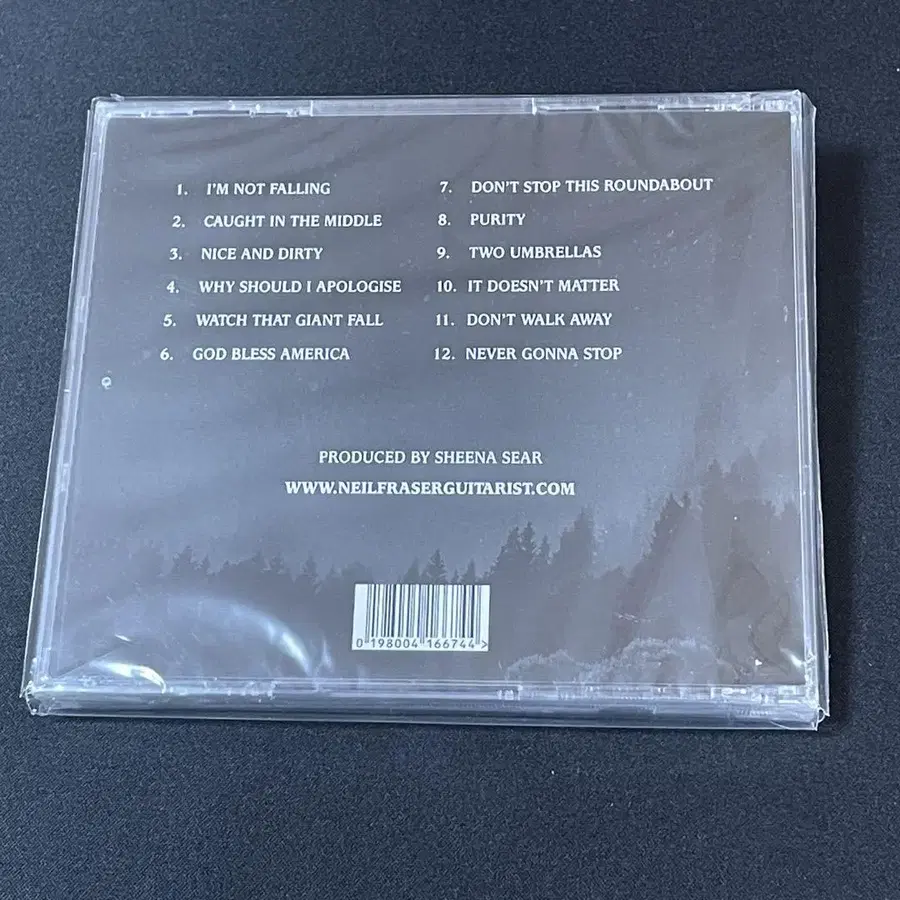 1. I'M NOT FALLING
2. CAUGHT IN THE MIDDLE
3. NICE AND DIRTY
4. WHY SHOULD I APOLOGISE
5. WATCH THAT GIANT FALL
6. GOD BLESS AMERICA
7. DON'T STOP THIS ROUNDABOUT
8. PURITY
9. TWO UMBRELLAS
10. IT DOESN'T MATTER
11. DON'T WALK AWAY
12. NEVER GONNA STOP
PRODUCED BY SHEENA SEAR
WWW.NEILFRASERGUITARIST.COM
0 198004 166744 >